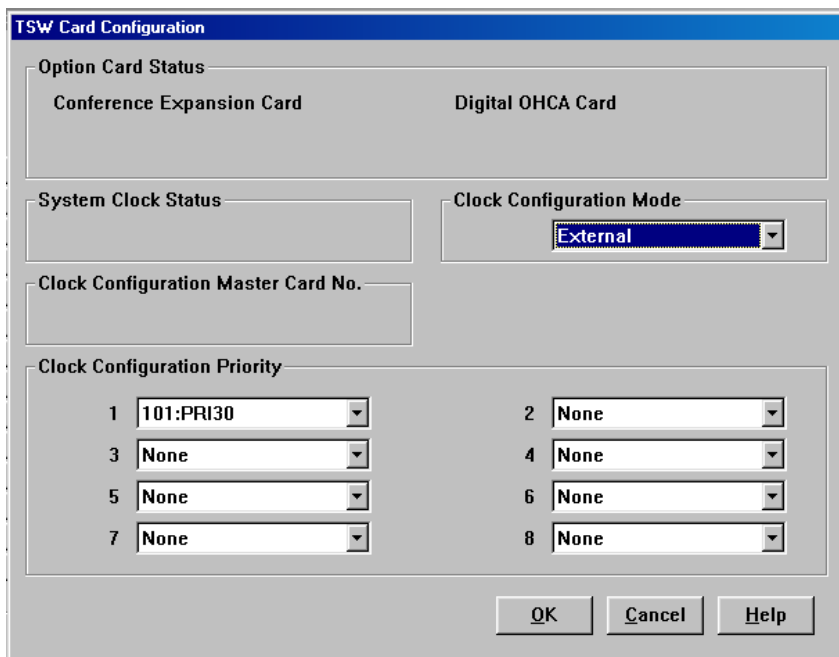 TSW Card Configuration
Option Card Status
Conference Expansion Card
Digital OHCA Card
System Clock Status
Clock Configuration Mode
External
Clock Configuration Master Card No.
Clock Configuration Priority
1 101:PRI30
2 None
3 None
4 None
5 None
6 None
7 None
8 None
OK
Cancel
Help